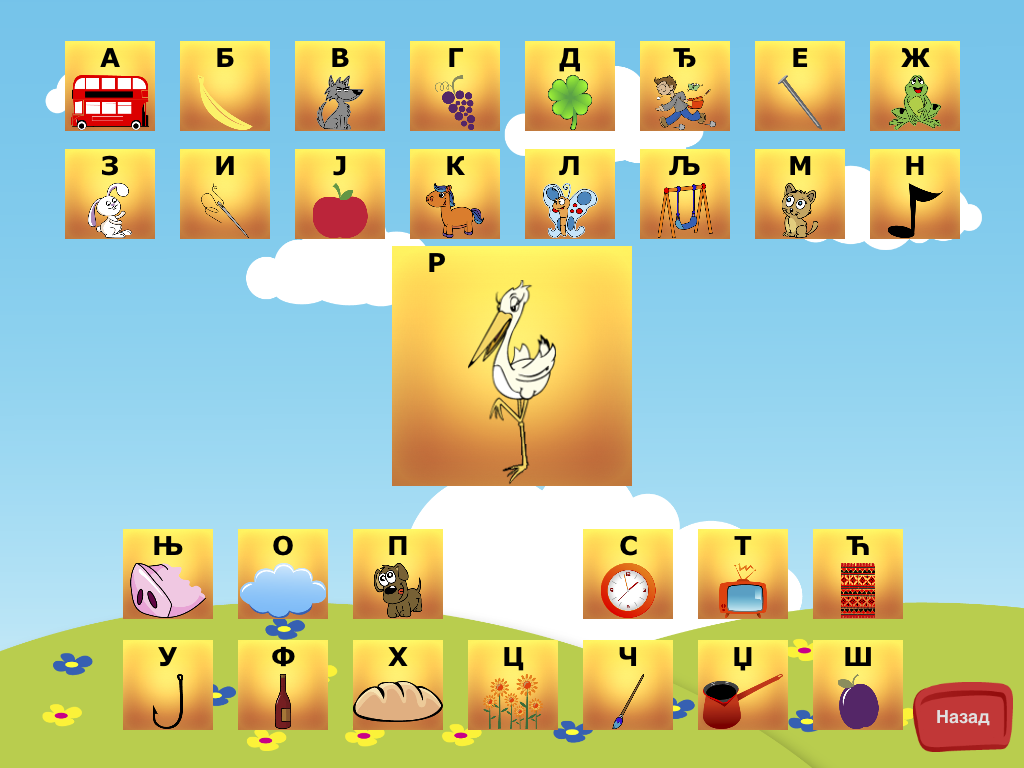 А Б В Г Д Ђ Е Ж
З И Ј К Л Љ М Н
Р
Њ О П С Т Ћ
У Ф Х Ц Ч Џ Ш
Назад